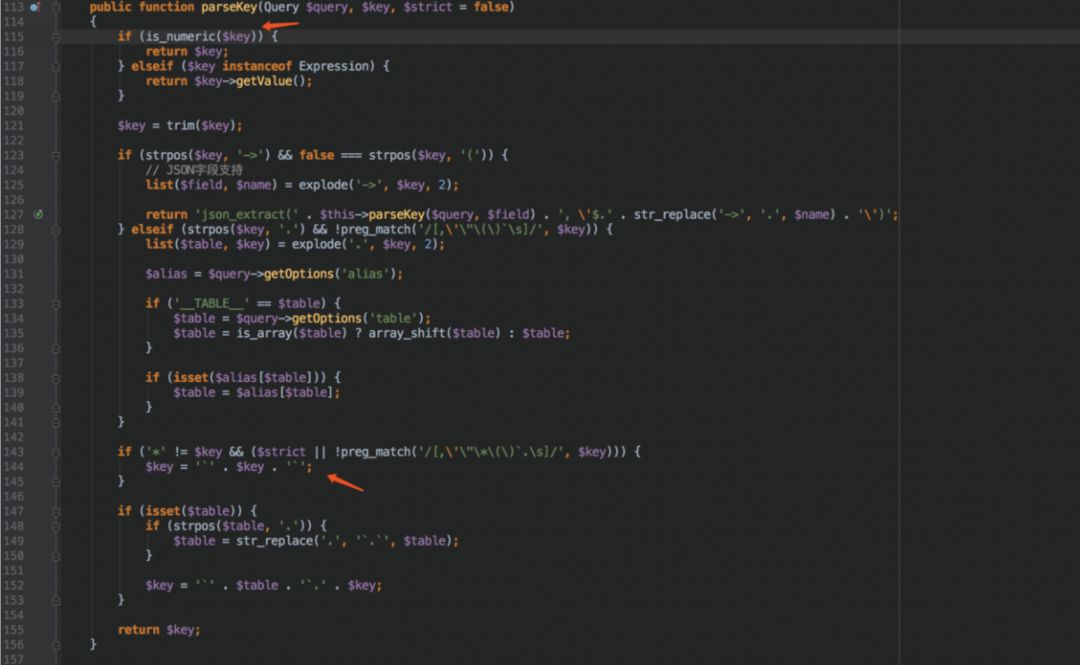 113 public function parseKey(Query $query, $key, $strict = false)
114 {
115 if (is_numeric($key)) {
116 return $key;
117 } elseif ($key instanceof Expression) {
118 return $key->getValue();
119 }
120
121 $key = trim($key);
122
123 if (strpos($key, '->') && false === strpos($key, '(')) {
124 // JSON字段支持
125 list($field, $name) = explode('->', $key, 2);
126
127 return 'json_extract(' . $this->parseKey($query, $field) . ', \'$.' . str_replace('->', '.', $name) . '\')';
128 } elseif (strpos($key, '.') && !preg_match('/[,\'\"\(\)`\s]/', $key)) {
129 list($table, $key) = explode('.', $key, 2);
130
131 $alias = $query->getOptions('alias');
132
133 if ('__TABLE__' == $table) {
134 $table = $query->getOptions('table');
135 $table = is_array($table) ? array_shift($table) : $table;
136 }
137
138 if (isset($alias[$table])) {
139 $table = $alias[$table];
140 }
141 }
142
143 if ('*' != $key && ($strict || !preg_match('/[,\'\"\*\(\)`.\s]/', $key))) {
144 $key = '`' . $key . '`';
145 }
146
147 if (isset($table)) {
148 if (strpos($table, '.')) {
149 $table = str_replace('.', '`.`', $table);
150 }
151
152 $key = '`' . $table . '`.' . $key;
153 }
154
155 return $key;
156 }
157